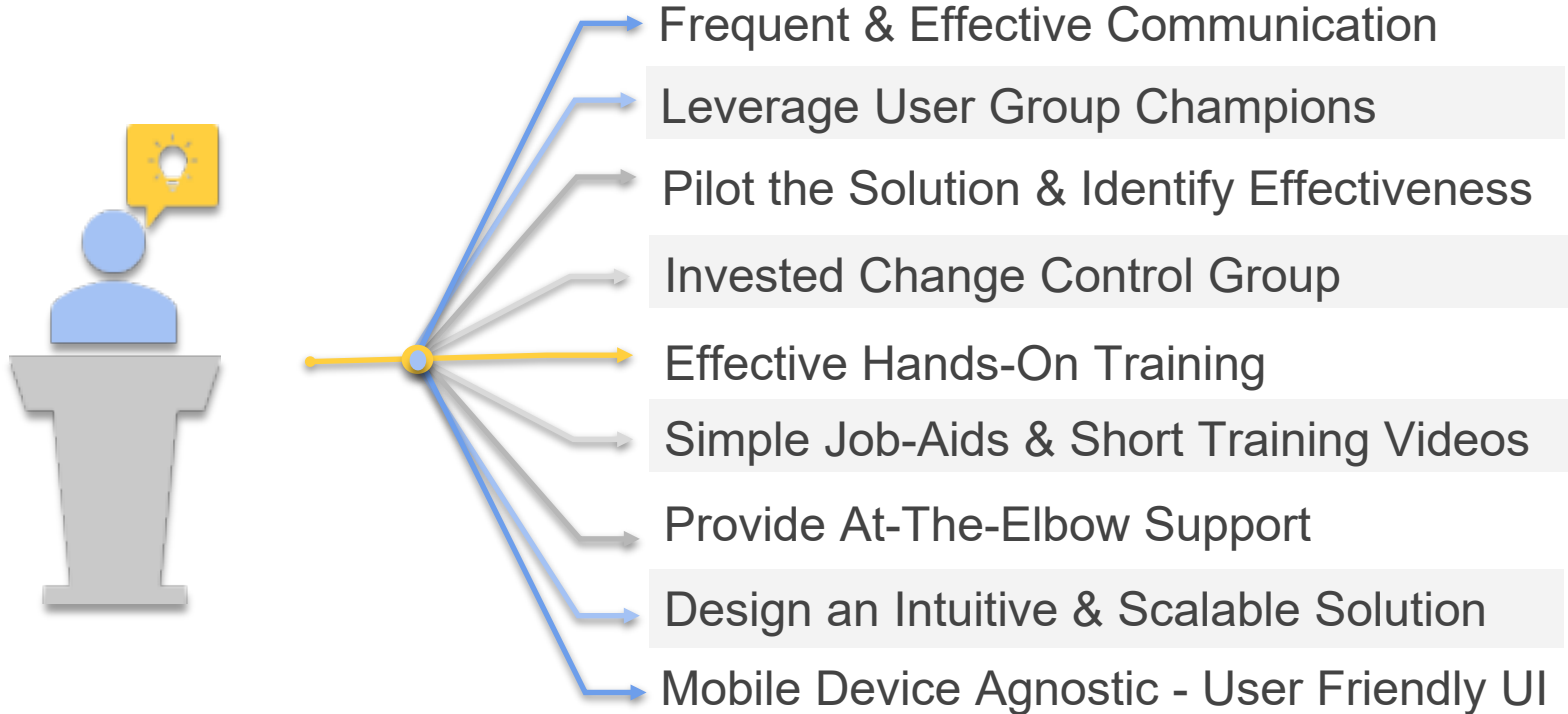 Frequent & Effective Communication
Leverage User Group Champions
Pilot the Solution & Identify Effectiveness
Invested Change Control Group
Effective Hands-On Training
Simple Job-Aids & Short Training Videos
Provide At-The-Elbow Support
Design an Intuitive & Scalable Solution
Mobile Device Agnostic - User Friendly UI